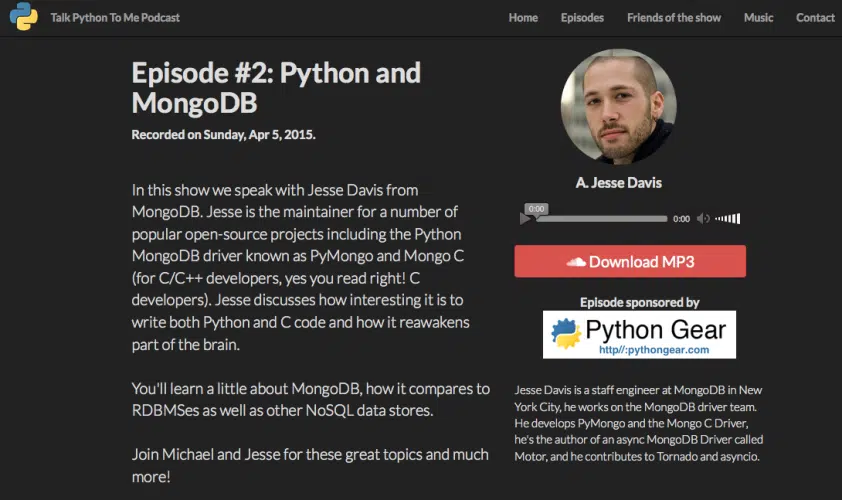 Talk Python To Me Podcast
Home
Episodes
Friends of the show
Music
Contact
Episode #2: Python and
MongoDB
Recorded on Sunday, Apr 5, 2015.
In this show we speak with Jesse Davis from
MongoDB. Jesse is the maintainer for a number of
popular open-source projects including the Python
MongoDB driver known as PyMongo and Mongo C
(for C/C++ developers, yes you read right! C
developers). Jesse discusses how interesting it is to
write both Python and C code and how it reawakens
part of the brain.
You'll learn a little about MongoDB, how it compares to
RDBMSes as well as other NoSQL data stores.
Join Michael and Jesse for these great topics and much
more!
A. Jesse Davis
0:00
0:00
Download MP3
Episode sponsored by
Python Gear
http//:pythongear.com
Jesse Davis is a staff engineer at MongoDB in New
York City, he works on the MongoDB driver team.
He develops PyMongo and the Mongo C Driver,
he's the author of an async MongoDB Driver called
Motor, and he contributes to Tornado and asyncio.